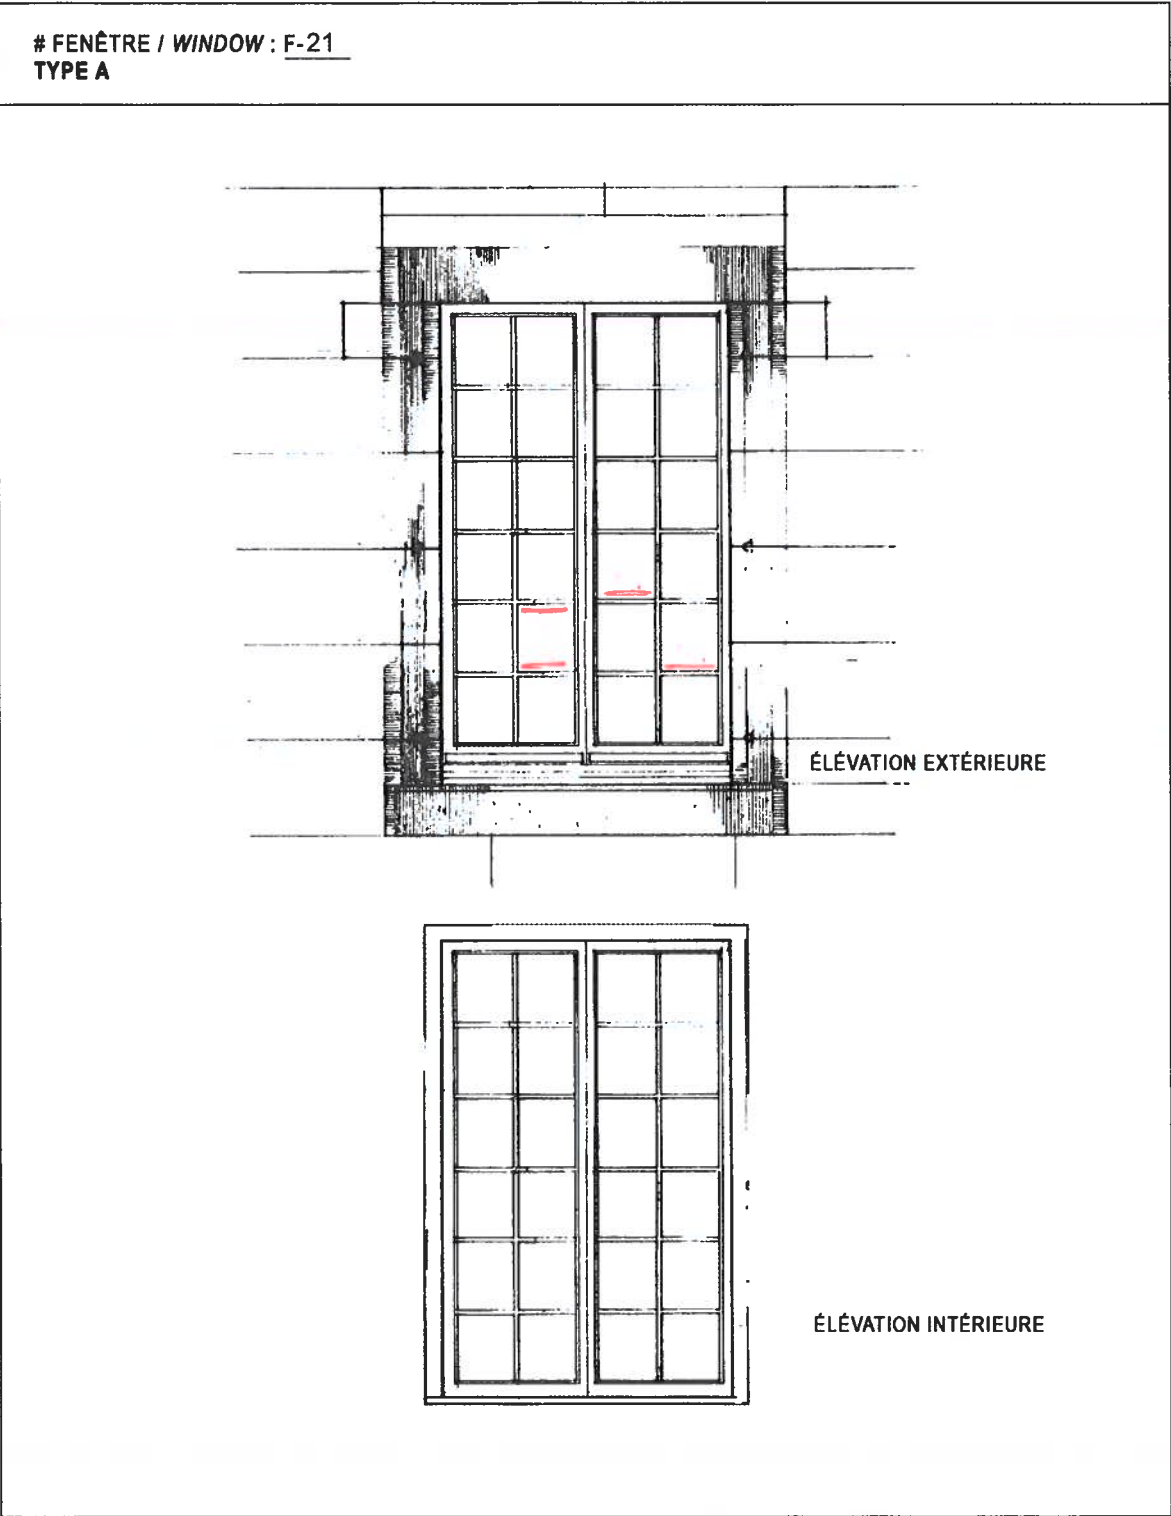 # FENÊTRE / WINDOW : F-21
TYPE A
ÉLÉVATION EXTÉRIEURE
ÉLÉVATION INTÉRIEURE